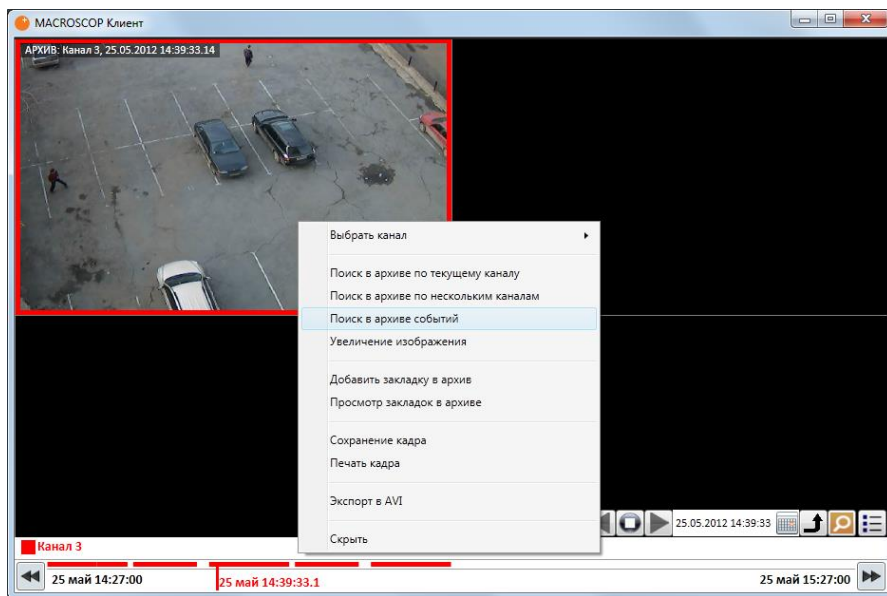 MACROSCOP Клиент
АРХИВ: Канал 3, 25.05.2012 14:39:33.14
Выбрать канал
Поиск в архиве по текущему каналу
Поиск в архиве по нескольким каналам
Поиск в архиве событий
Увеличение изображения
Добавить закладку в архив
Просмотр закладок в архиве
Сохранение кадра
Печать кадра
Экспорт в AVI
Скрыть
25.05.2012 14:39:33
Канал 3
25 май 14:27:00
25 май 14:39:33.1
25 май 15:27:00